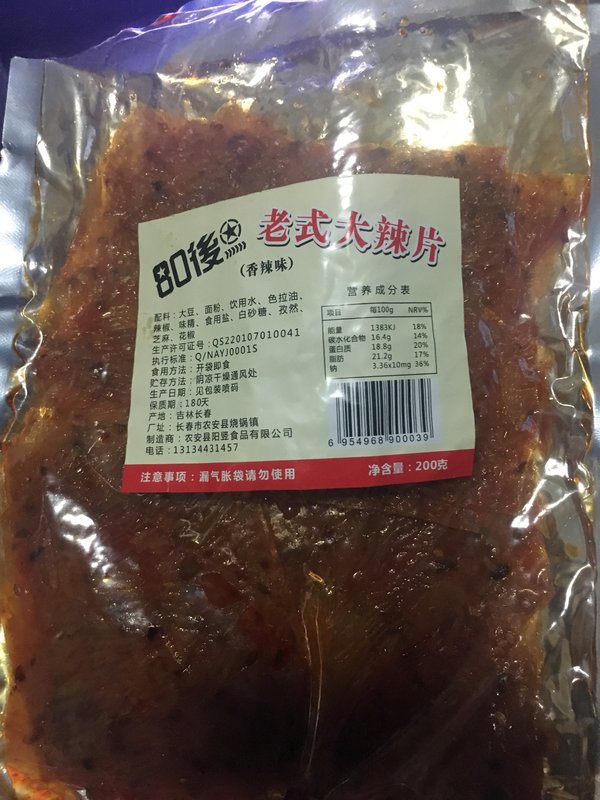 80後
老式大辣片
(香辣味)
配料：大豆、面粉、饮用水、色拉油、
辣椒、味精、食用盐、白砂糖、孜然、
芝麻、花椒
生产许可证号：QS220107010041
执行标准：Q/NAYJ0001S
食用方法：开袋即食
贮存方法：阴凉干燥通风处
生产日期：见包装喷码
保质期：180天
产地：吉林长春
厂址：长春市农安县烧锅镇
制造商：农安县阳昱食品有限公司
电话：13134431457
营养成分表
项目 每100g NRV%
能量 1383KJ 18%
碳水化合物 16.4g 14%
蛋白质 18.8g 20%
脂肪 21.2g 17%
钠 3.36x10mg 36%
6 954968 900039
注意事项：漏气胀袋请勿使用
净含量：200克